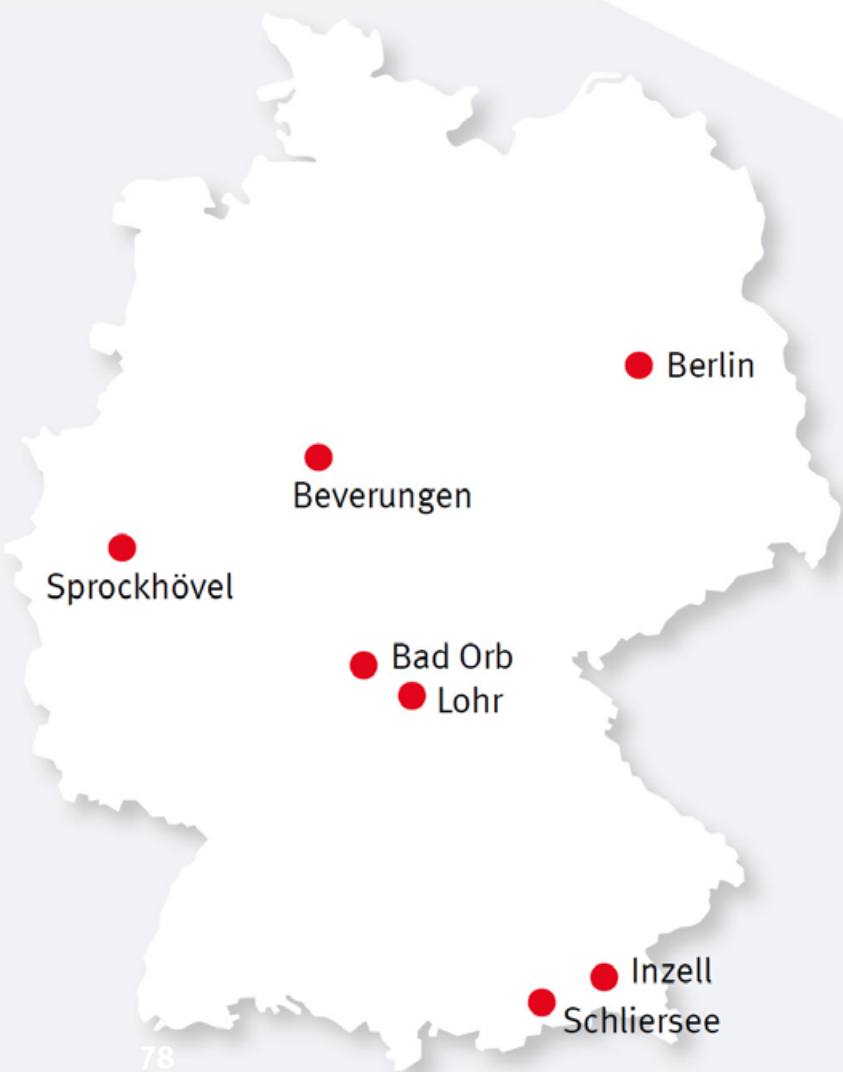 Berlin
Beverungen
Sprockhövel
Bad Orb
Lohr
Inzell
Schliersee
78